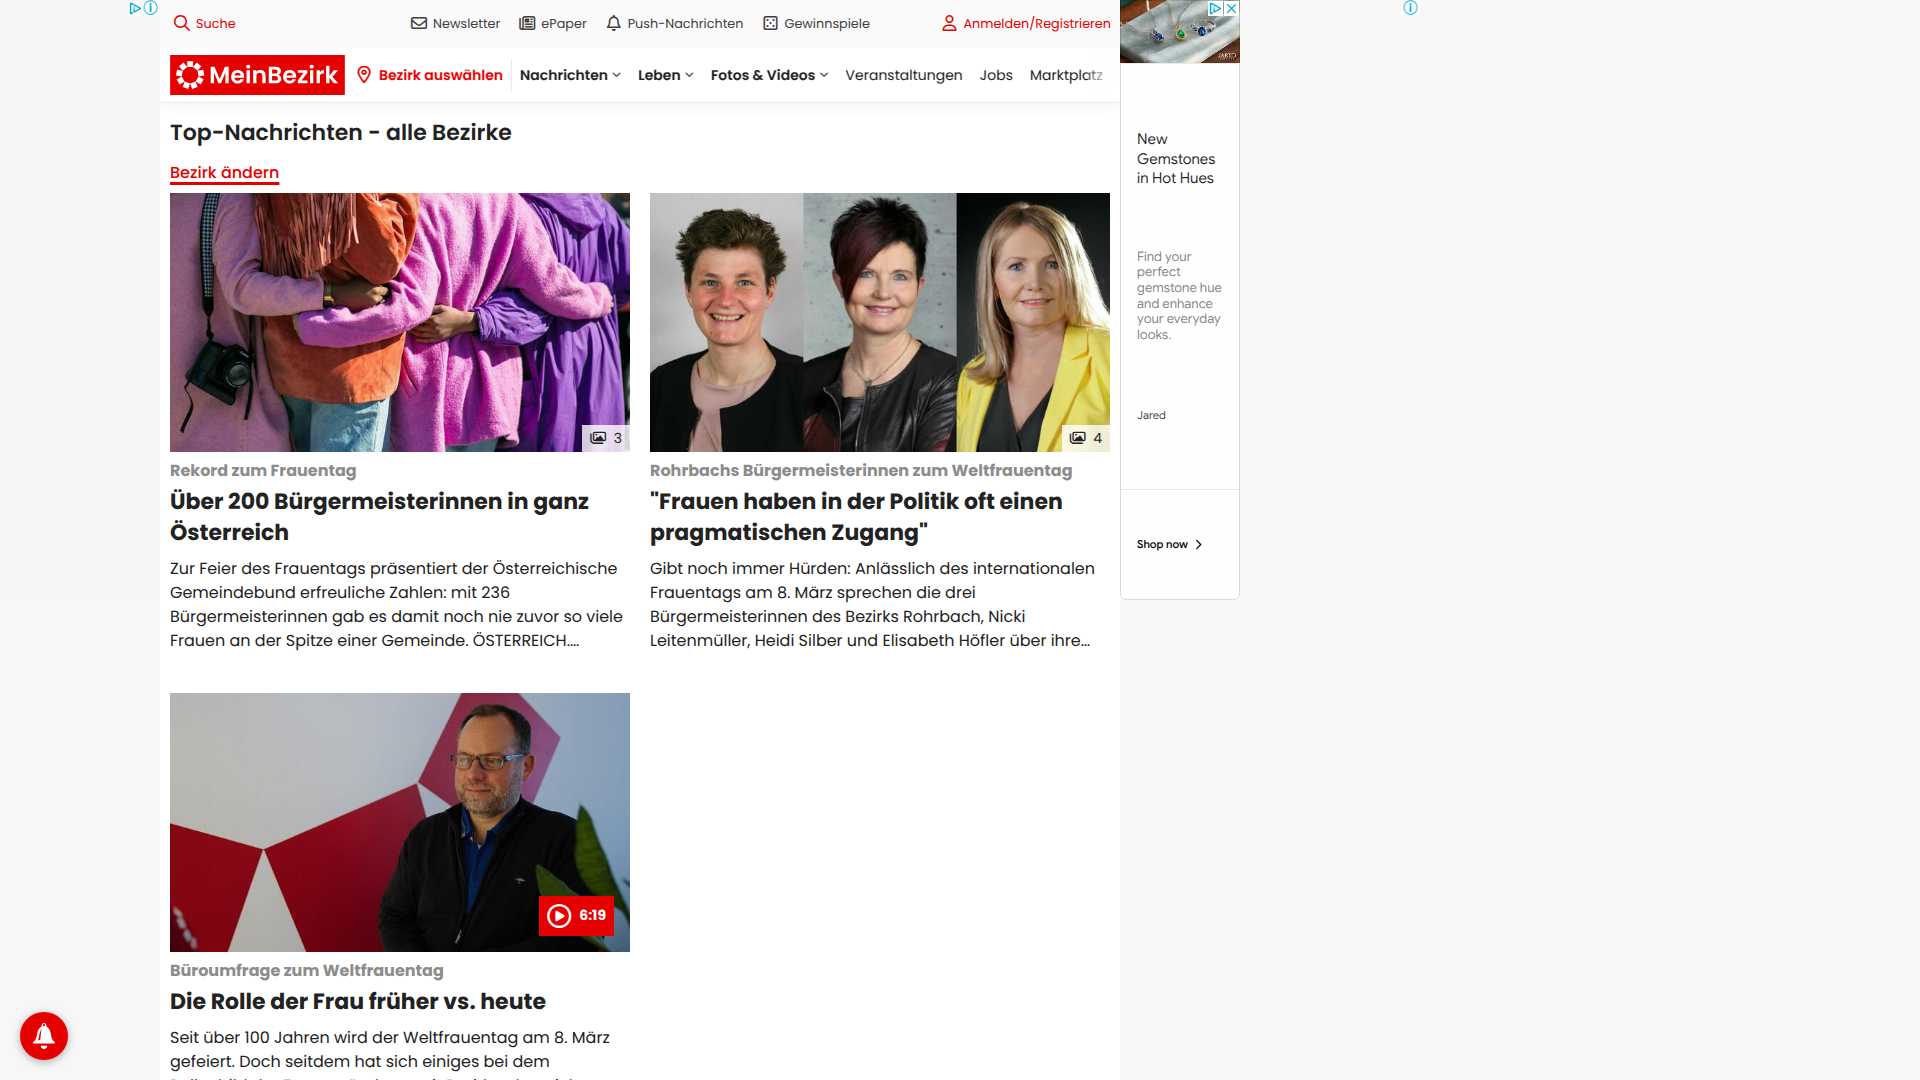 Suche
Newsletter
ePaper
Push-Nachrichten
Gewinnspiele
Anmelden/Registrieren
MeinBezirk
Bezirk auswählen
Nachrichten
Leben
Fotos & Videos
Veranstaltungen
Jobs
Marktplatz
Top-Nachrichten - alle Bezirke
Bezirk ändern
3
Rekord zum Frauentag
Über 200 Bürgermeisterinnen in ganz
Österreich
Zur Feier des Frauentags präsentiert der Österreichische
Gemeindebund erfreuliche Zahlen: mit 236
Bürgermeisterinnen gab es damit noch nie zuvor so viele
Frauen an der Spitze einer Gemeinde. ÖSTERREICH....
4
Rohrbachs Bürgermeisterinnen zum Weltfrauentag
"Frauen haben in der Politik oft einen
pragmatischen Zugang"
Gibt noch immer Hürden: Anlässlich des internationalen
Frauentags am 8. März sprechen die drei
Bürgermeisterinnen des Bezirks Rohrbach, Nicki
Leitenmüller, Heidi Silber und Elisabeth Höfler über ihre...
6:19
Büroumfrage zum Weltfrauentag
Die Rolle der Frau früher vs. heute
Seit über 100 Jahren wird der Weltfrauentag am 8. März
gefeiert. Doch seitdem hat sich einiges bei dem
JARED
New
Gemstones
in Hot Hues
Find your
perfect
gemstone hue
and enhance
your everyday
looks.
Jared
Shop now